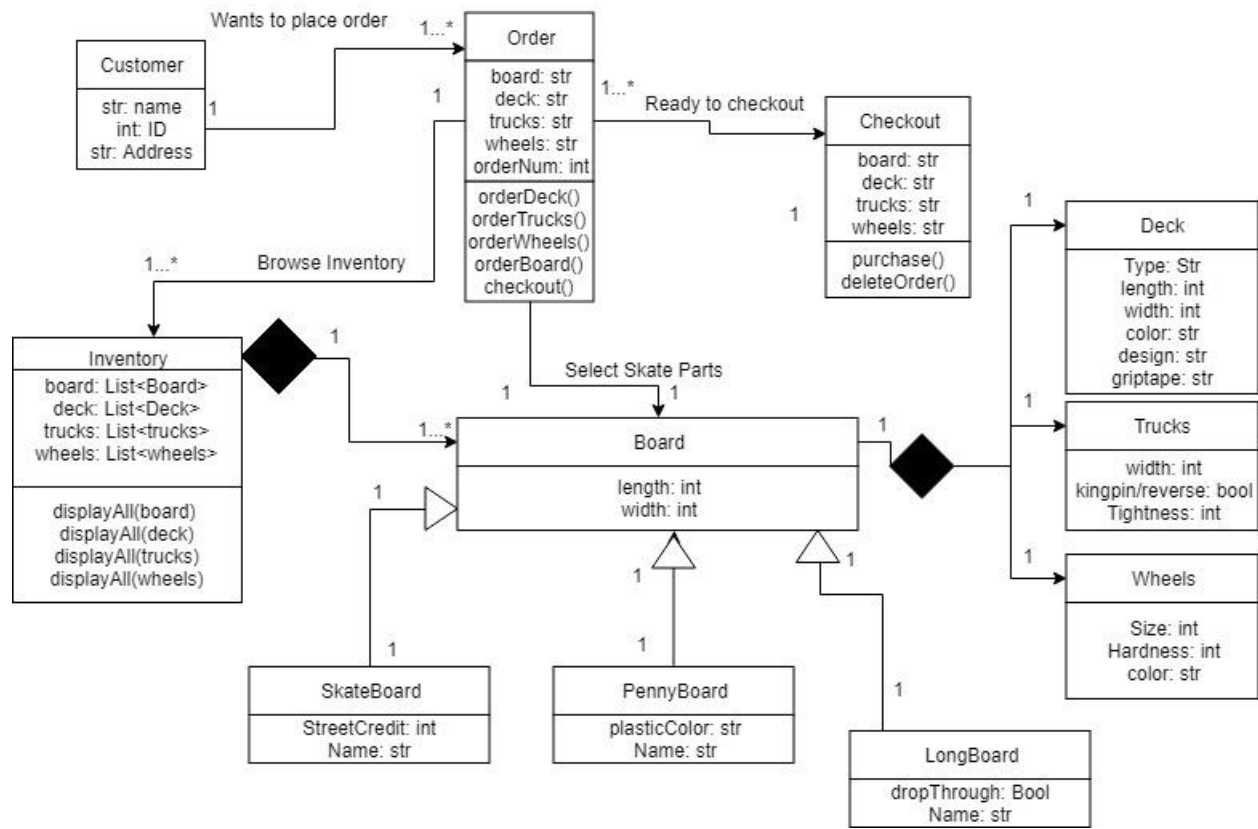 Wants to place order
1...*
Order
board: str
deck: str
trucks: str
wheels: str
orderNum: int
orderDeck()
orderTrucks()
orderWheels()
orderBoard()
checkout()
Customer
str: name
int: ID
str: Address
1
1
1...*
Ready to checkout
Checkout
board: str
deck: str
trucks: str
wheels: str
purchase()
deleteOrder()
1
1
Deck
Type: Str
length: int
width: int
color: str
design: str
griptape: str
1...*
Browse Inventory
Inventory
board: List<Board>
deck: List<Deck>
trucks: List<trucks>
wheels: List<wheels>
displayAll(board)
displayAll(deck)
displayAll(trucks)
displayAll(wheels)
1
1...*
Select Skate Parts
1
1
Board
length: int
width: int
1
1
Trucks
width: int
kingpin/reverse: bool
Tightness: int
1
Wheels
Size: int
Hardness: int
color: str
1
1
SkateBoard
StreetCredit: int
Name: str
1
1
PennyBoard
plasticColor: str
Name: str
1
1
LongBoard
dropThrough: Bool
Name: str